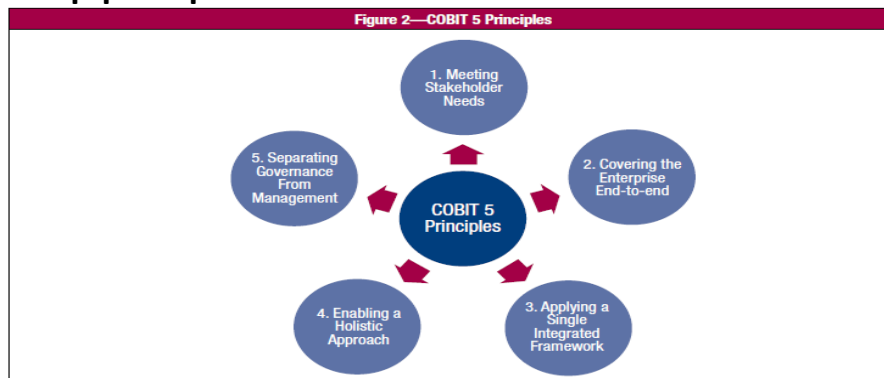 Figure 2—COBIT 5 Principles
1. Meeting
Stakeholder
Needs
2. Covering the
Enterprise
End-to-end
3. Applying a
Single
Integrated
Framework
4. Enabling a
Holistic
Approach
5. Separating
Governance
From
Management
COBIT 5
Principles